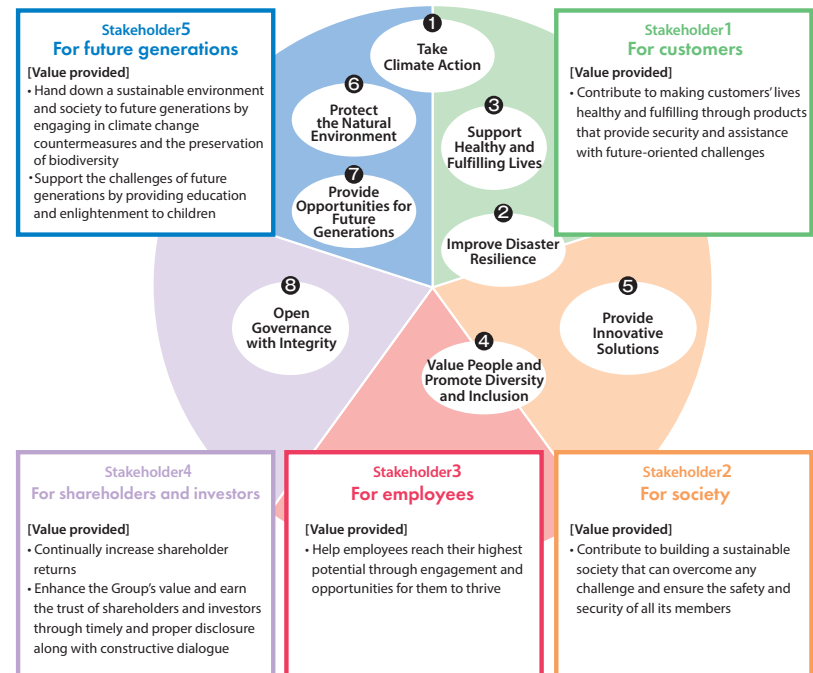 Stakeholder5
For future generations
[Value provided]
• Hand down a sustainable environment
and society to future generations by
engaging in climate change
countermeasures and the preservation
of biodiversity
• Support the challenges of future
generations by providing education
and enlightenment to children
❶
Take
Climate Action
❻
Protect
the Natural
Environment
❸
Support
Healthy and
Fulfilling Lives
❼
Provide
Opportunities for
Future
Generations
❷
Improve Disaster
Resilience
Stakeholder1
For customers
[Value provided]
• Contribute to making customers' lives
healthy and fulfilling through products
that provide security and assistance
with future-oriented challenges
❽
Open
Governance
with Integrity
❺
Provide
Innovative
Solutions
❹
Value People and
Promote Diversity
and Inclusion
Stakeholder4
For shareholders and investors
[Value provided]
• Continually increase shareholder
returns
• Enhance the Group's value and earn
the trust of shareholders and investors
through timely and proper disclosure
along with constructive dialogue
Stakeholder3
For employees
[Value provided]
• Help employees reach their highest
potential through engagement and
opportunities for them to thrive
Stakeholder2
For society
[Value provided]
• Contribute to building a sustainable
society that can overcome any
challenge and ensure the safety and
security of all its members